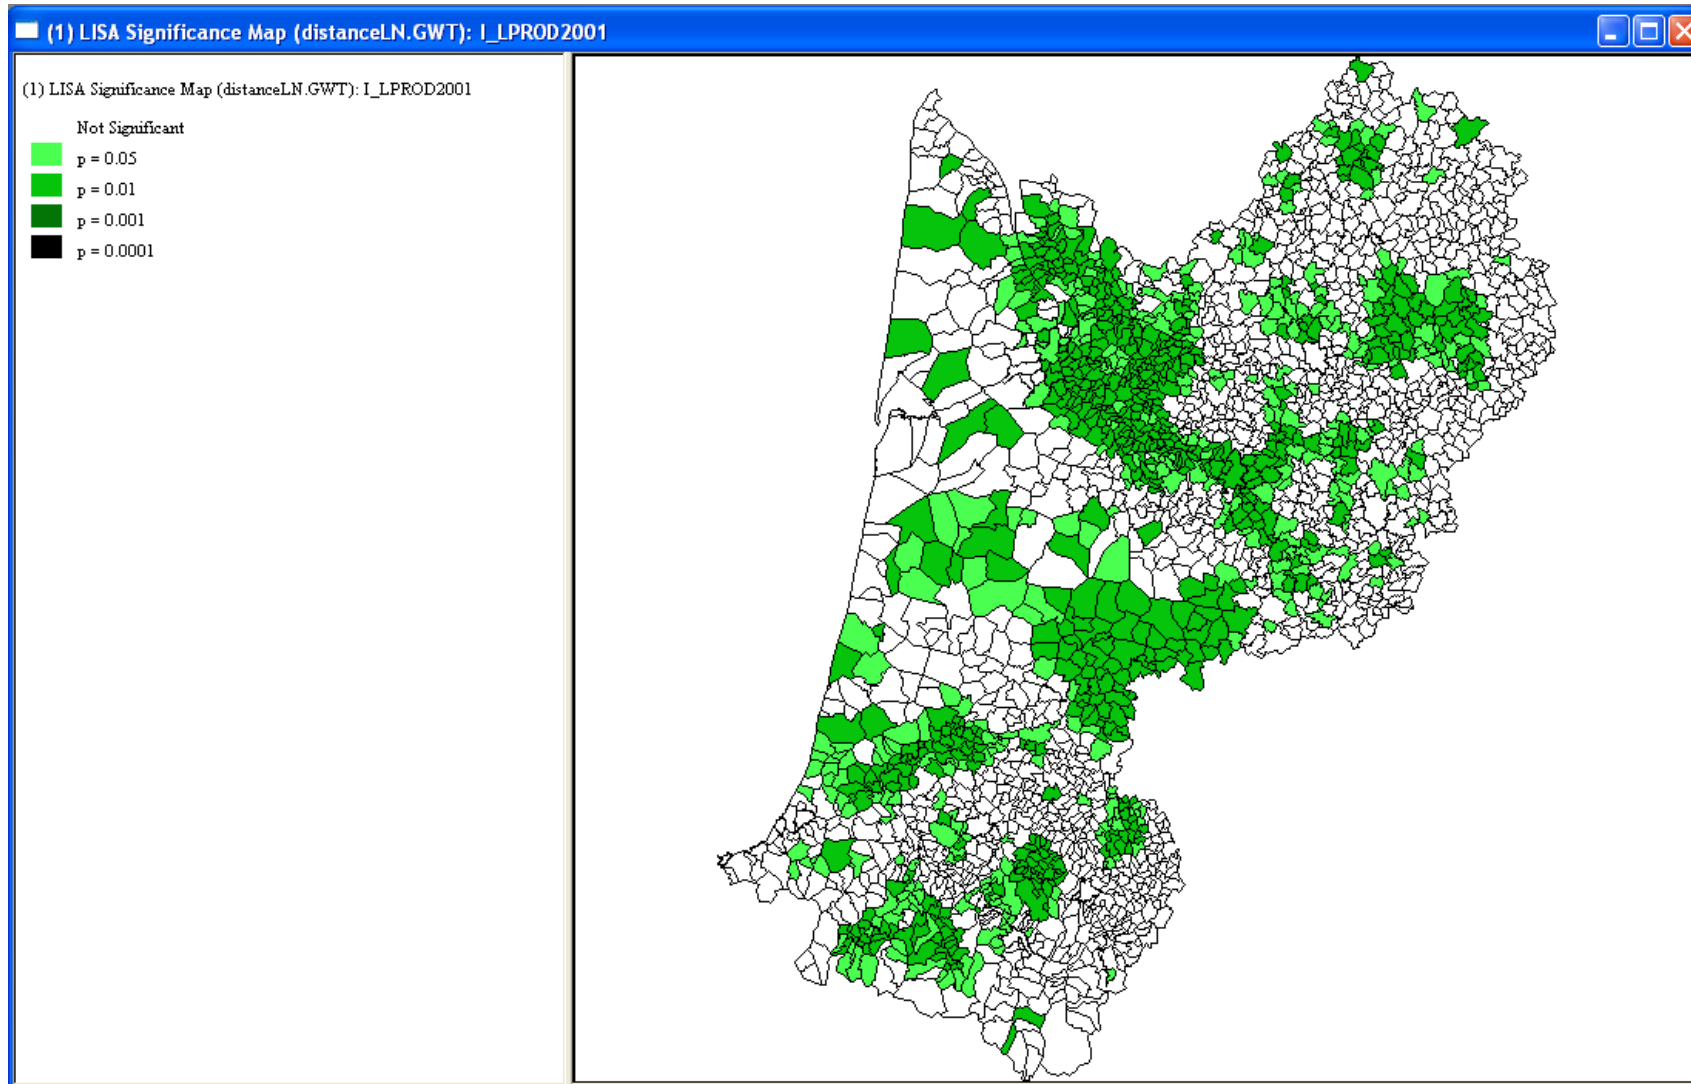 (1) LISA Significance Map (distanceLN.GWT): I_LPROD2001
(1) LISA Significance Map (distanceLN.GWT): I_LPROD2001
Not Significant
p = 0.05
p = 0.01
p = 0.001
p = 0.0001